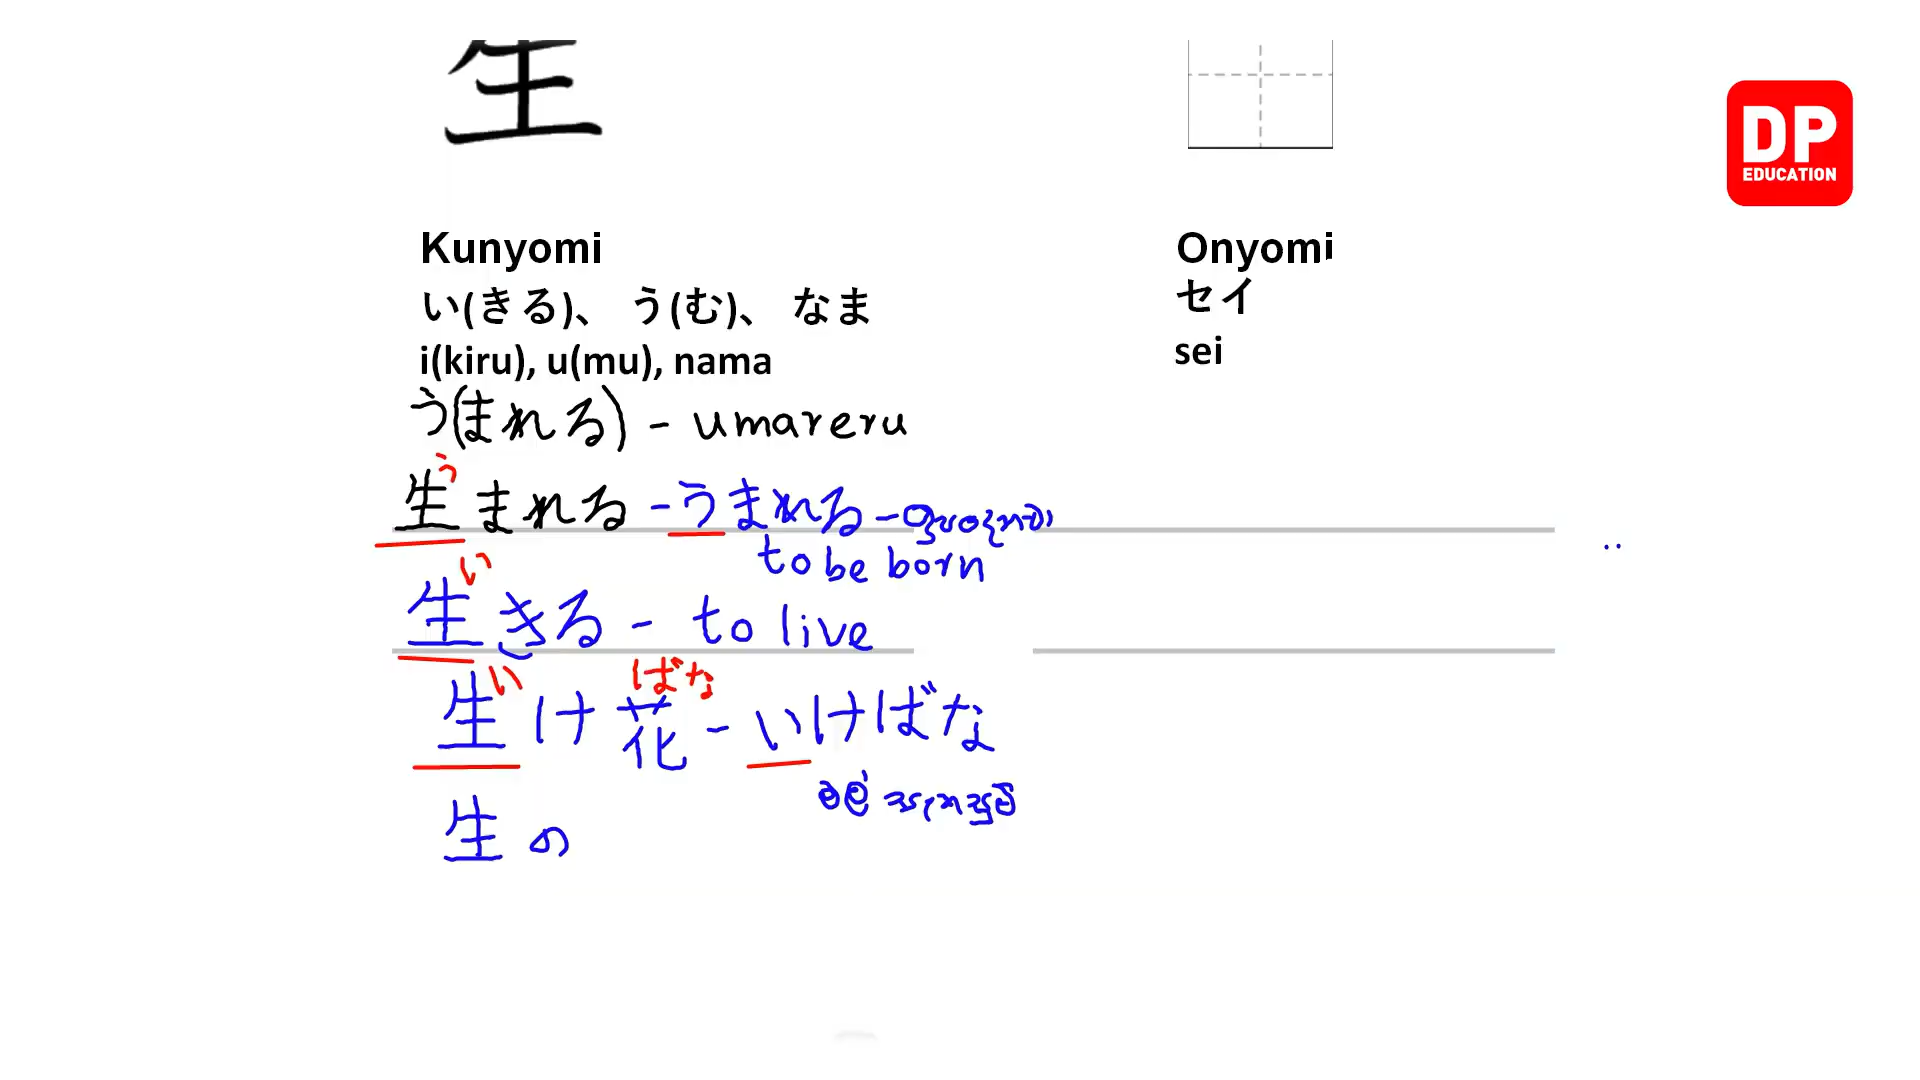 生
DP
EDUCATION
Kunyomi
い(きる)、 う(む)、 なま
i(kiru), u(mu), nama
Onyomi
セイ
sei
う(まれる) - umareru
う
生まれる - うまれる -
to be born
い
生きる - to live
い ばな
生け花 - いけばな
生の